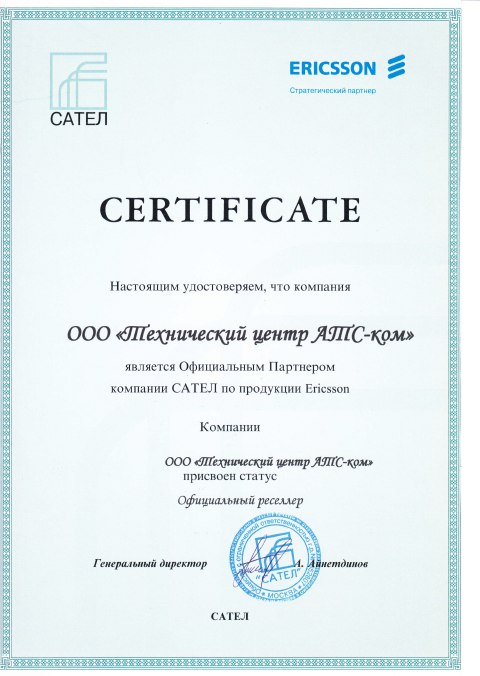 САТЕЛ
ERICSSON
Стратегический партнер
CERTIFICATE
Настоящим удостоверяем, что компания
ООО «Технический центр АТС-ком»
является Официальным Партнером
компании САТЕЛ по продукции Ericsson
Компании
ООО «Технический центр АТС-ком»
присвоен статус
Официальный реселлер
Генеральный директор
А. Айнетдинов
ограниченной ответственностью
"САТЕЛ"
МОСКВА
САТЕЛ